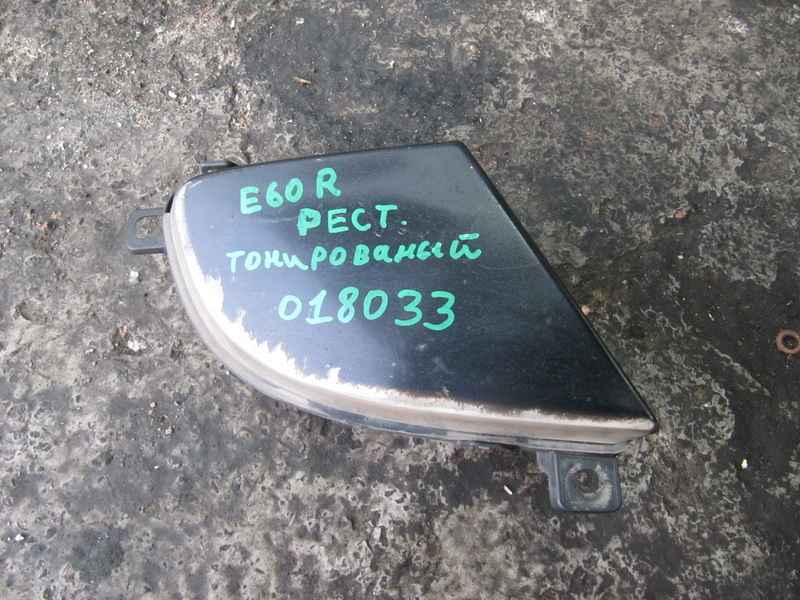 E60 R
РЕСТ.
тонированый
018033